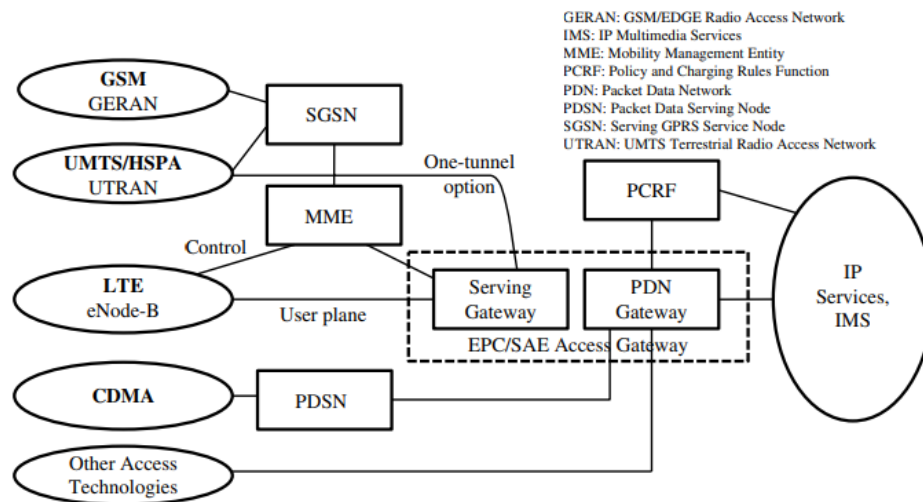 GERAN: GSM/EDGE Radio Access Network
IMS: IP Multimedia Services
MME: Mobility Management Entity
PCRF: Policy and Charging Rules Function
PDN: Packet Data Network
PDSN: Packet Data Serving Node
SGSN: Serving GPRS Service Node
UTRAN: UMTS Terrestrial Radio Access Network
GSM
GERAN
SGSN
UMTS/HSPA
UTRAN
One-tunnel
option
PCRF
MME
Control
LTE
eNode-B
User plane
Serving
Gateway
PDN
Gateway
EPC/SAE Access Gateway
IP
Services,
IMS
CDMA
PDSN
Other Access
Technologies